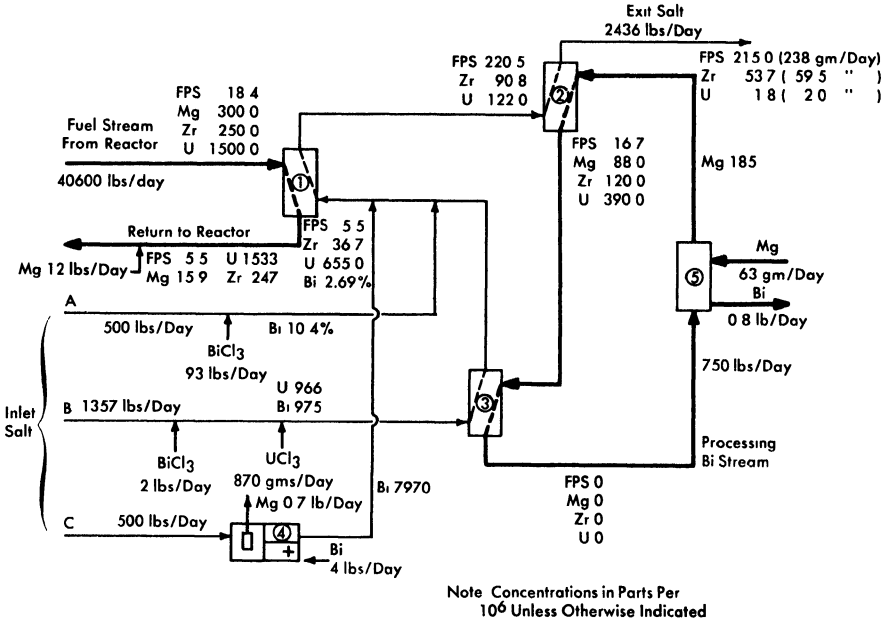 Exit Salt
2436 lbs/Day
FPS 215 0 (238 gm/Day)
Zr 53 7 ( 59 5 " )
U 1 8 ( 2 0 " )
FPS 220 5
Zr 90 8
U 122 0
②
FPS 18 4
Mg 300 0
Zr 250 0
U 1500 0
Fuel Stream
From Reactor
40600 lbs/day
①
FPS 16 7
Mg 88 0
Zr 120 0
U 390 0
Mg 185
Return to Reactor
FPS 5 5 U 1533
Mg 15 9 Zr 247
Mg 12 lbs/Day
FPS 5 5
Zr 36 7
U 655 0
Bi 2.69%
⑤
Mg
63 gm/Day
Bi
0 8 lb/Day
A
500 lbs/Day
Bi 10 4%
BiCl3
93 lbs/Day
750 lbs/Day
Inlet
Salt
B 1357 lbs/Day
U 966
Bi 975
③
BiCl3
2 lbs/Day
UCl3
870 gms/Day
Processing
Bi Stream
Mg 0 7 lb/Day
Bi 7970
FPS 0
Mg 0
Zr 0
U 0
C 500 lbs/Day
④
+
Bi
4 lbs/Day
Note Concentrations in Parts Per
10⁶ Unless Otherwise Indicated